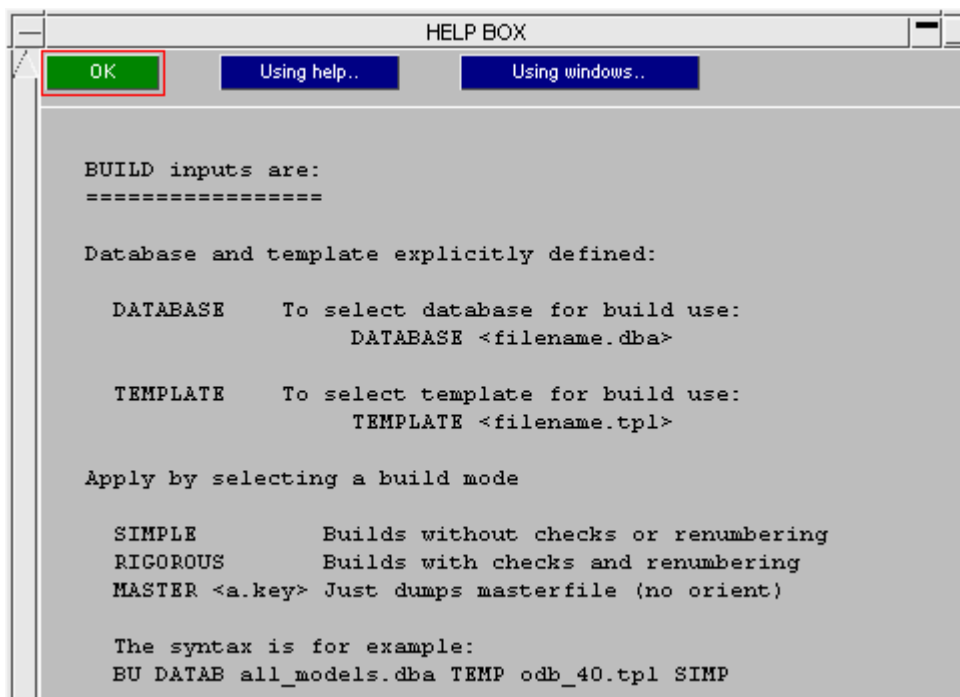 HELP BOX
OK Using help.. Using windows..
BUILD inputs are:
=================
Database and template explicitly defined:
DATABASE To select database for build use:
DATABASE <filename.dba>
TEMPLATE To select template for build use:
TEMPLATE <filename.tpl>
Apply by selecting a build mode
SIMPLE Builds without checks or renumbering
RIGOROUS Builds with checks and renumbering
MASTER <a.key> Just dumps masterfile (no orient)
The syntax is for example:
BU DATAB all_models.dba TEMP odb_40.tpl SIMP